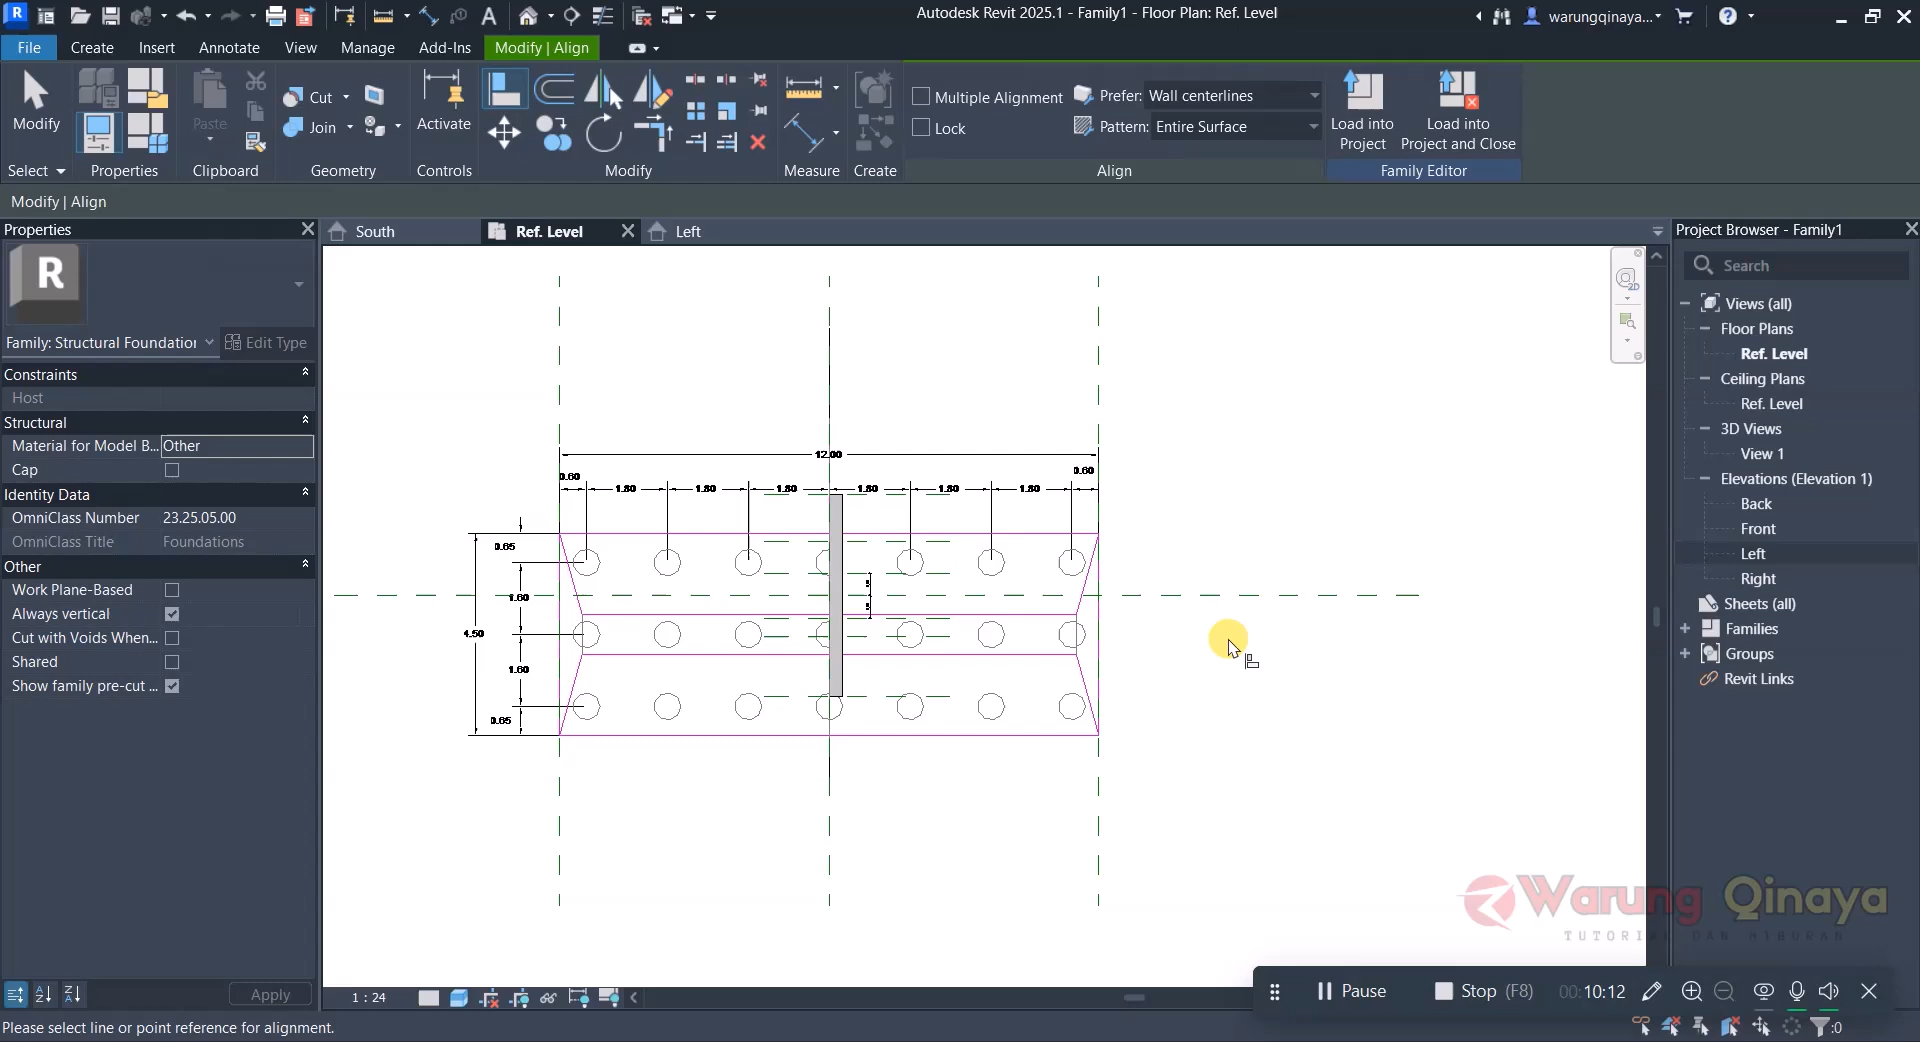 Autodesk Revit 2025.1 - Family1 - Floor Plan: Ref. Level
warungqinaya...
File Create Insert Annotate View Manage Add-Ins Modify | Align
Modify
Paste
Cut
Join
Activate
Multiple Alignment
Lock
Prefer: Wall centerlines
Pattern: Entire Surface
Load into
Project
Load into
Project and Close
Select Properties Clipboard Geometry Controls Modify Measure Create Align Family Editor
Modify | Align
Properties
South
Ref. Level
Left
Project Browser - Family1
R
Family: Structural Foundation
Edit Type
Constraints
Host
Structural
Material for Model B... Other
Cap
Identity Data
OmniClass Number 23.25.05.00
OmniClass Title Foundations
Other
Work Plane-Based
Always vertical
Cut with Voids When...
Shared
Show family pre-cut ...
Apply
12.00
0.60 0.60
1.80 1.80 1.80 1.80 1.80 1.80
0.65
1.60
4.50
1.60
0.65
2D
Search
Views (all)
Floor Plans
Ref. Level
Ceiling Plans
Ref. Level
3D Views
View 1
Elevations (Elevation 1)
Back
Front
Left
Right
Sheets (all)
Families
Groups
Revit Links
Warung Qinaya
TUTORIAL DAN HIBURAN
1 : 24
Pause
Stop (F8)
00:10:12
Please select line or point reference for alignment.
:0